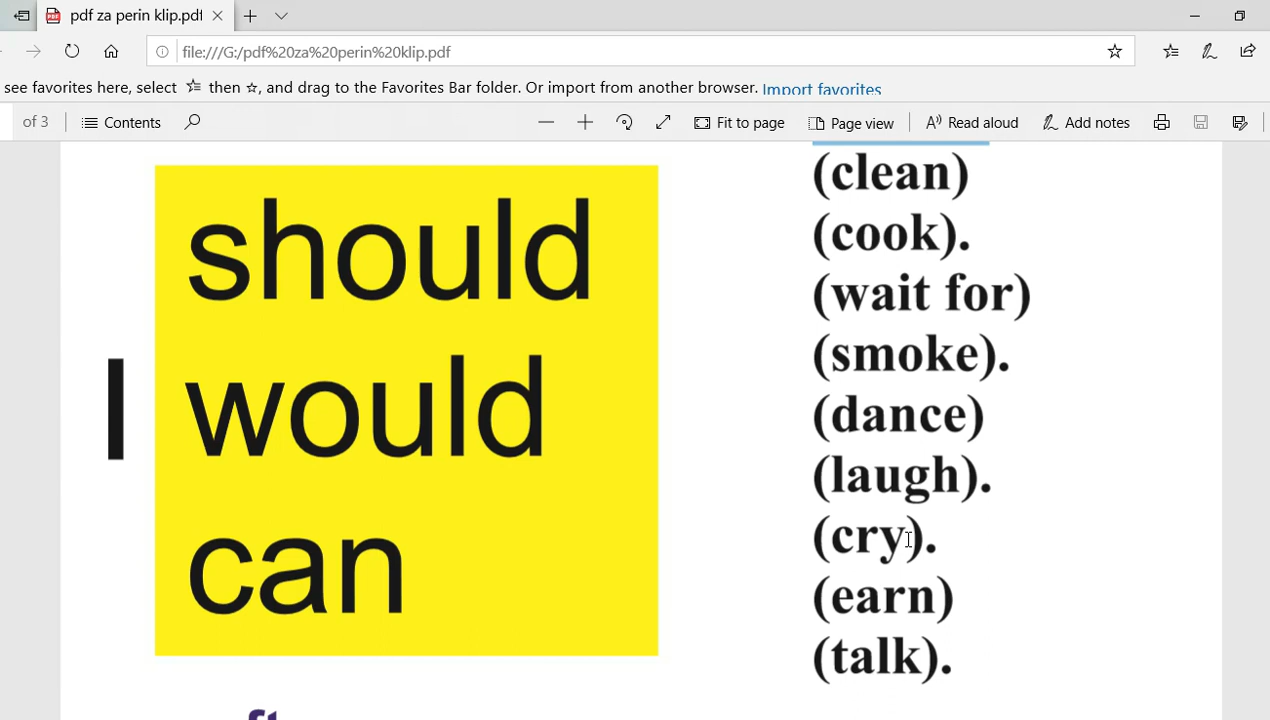 pdf za perin klip.pdf
file:///G:/pdf%20za%20perin%20klip.pdf
see favorites here, select then , and drag to the Favorites Bar folder. Or import from another browser. Import favorites
of 3 Contents Fit to page Page view Read aloud Add notes
should
I would
can
(clean)
(cook).
(wait for)
(smoke).
(dance)
(laugh).
(cry).
(earn)
(talk).